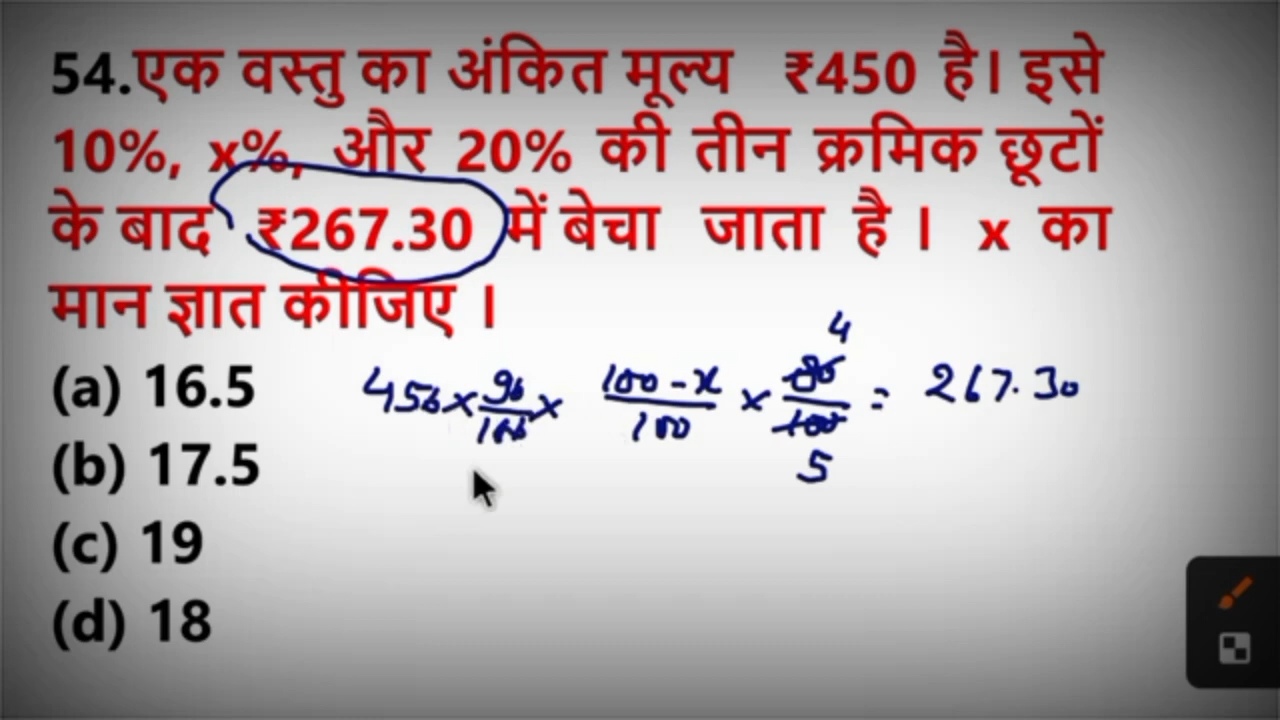 54.एक वस्तु का अंकित मूल्य ₹450 है। इसे
10%, x%, और 20% की तीन क्रमिक छूटों
के बाद ₹267.30 में बेचा जाता है । x का
मान ज्ञात कीजिए ।
(a) 16.5
450 × 90/100 × 100-x/100 × 80/100 = 267.30
4
5
(b) 17.5
(c) 19
(d) 18